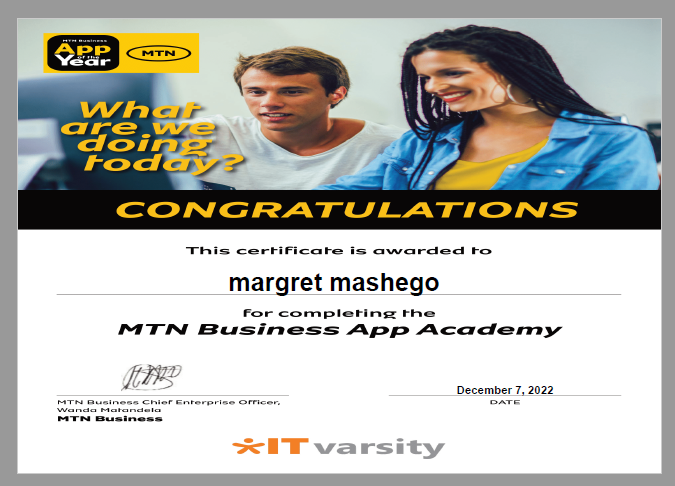 MTN Business
App
of the
Year
MTN
What
are we
doing
today?
CONGRATULATIONS
This certificate is awarded to
margret mashego
for completing the
MTN Business App Academy
December 7, 2022
MTN Business Chief Enterprise Officer,
DATE
Wanda Matandela
MTN Business
ITvarsity